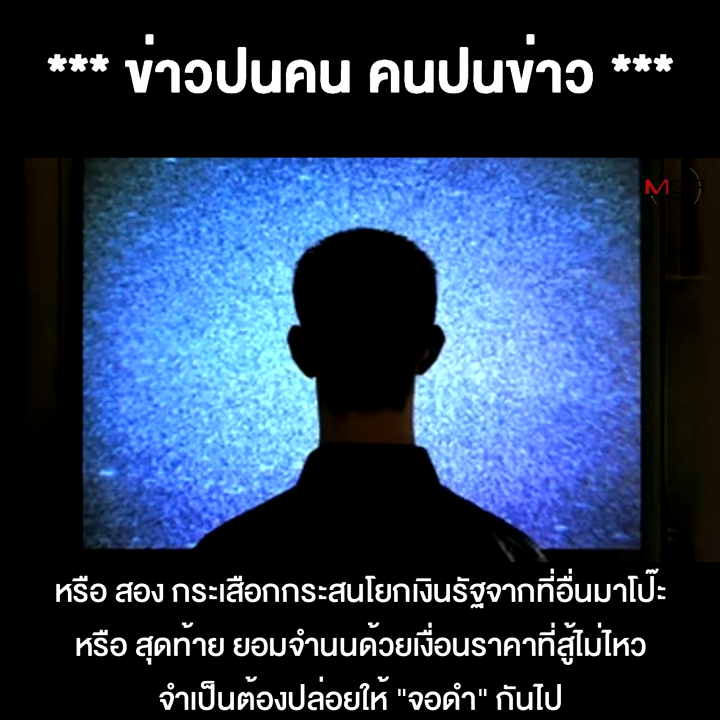 *** ข่าวปนคน คนปนข่าว ***
MGR
หรือ สอง กระเสือกกระสนโยกเงินรัฐจากที่อื่นมาโป๊ะ
หรือ สุดท้าย ยอมจำนนด้วยเงื่อนราคาที่สู้ไม่ไหว
จำเป็นต้องปล่อยให้ "จอดำ" กันไป